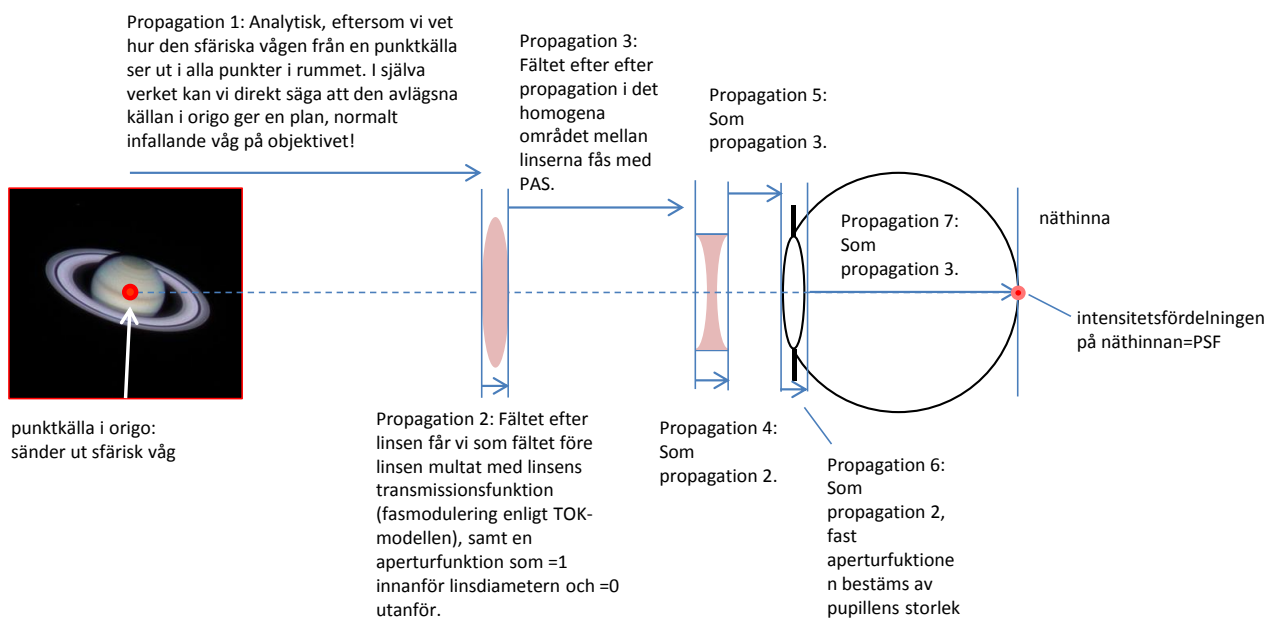 Propagation 1: Analytisk, eftersom vi vet
hur den sfäriska vågen från en punktkälla
ser ut i alla punkter i rummet. I själva
verket kan vi direkt säga att den avlägsna
källan i origo ger en plan, normalt
infallande våg på objektivet!
Propagation 3:
Fältet efter efter
propagation i det
homogena
området mellan
linserna fås med
PAS.
Propagation 5:
Som
propagation 3.
Propagation 7:
Som
propagation 3.
näthinna
intensitetsfördelningen
på näthinnan=PSF
punktkälla i origo:
sänder ut sfärisk våg
Propagation 2: Fältet efter
linsen får vi som fältet före
linsen multat med linsens
transmissionsfunktion
(fasmodulering enligt TOK-
modellen), samt en
aperturfunktion som =1
innanför linsdiametern och =0
utanför.
Propagation 4:
Som
propagation 2.
Propagation 6:
Som
propagation 2,
fast
aperturfuktione
n bestäms av
pupillens storlek